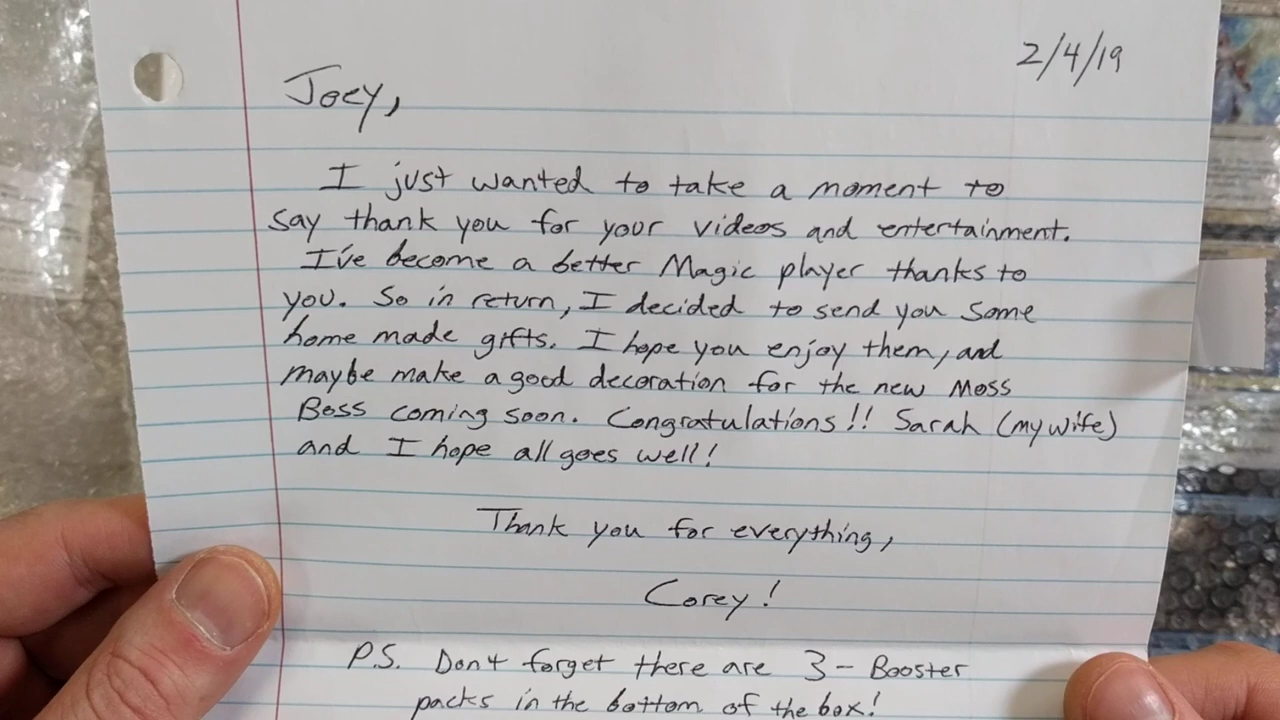 2/4/19
Joey,
I just wanted to take a moment to
say thank you for your videos and entertainment.
I've become a better Magic player thanks to
you. So in return, I decided to send you some
home made gifts. I hope you enjoy them, and
maybe make a good decoration for the new Moss
Boss coming soon. Congratulations!! Sarah (my wife)
and I hope all goes well!
Thank you for everything,
Corey!
P.S. Don't forget there are 3 - Booster
packs in the bottom of the box!